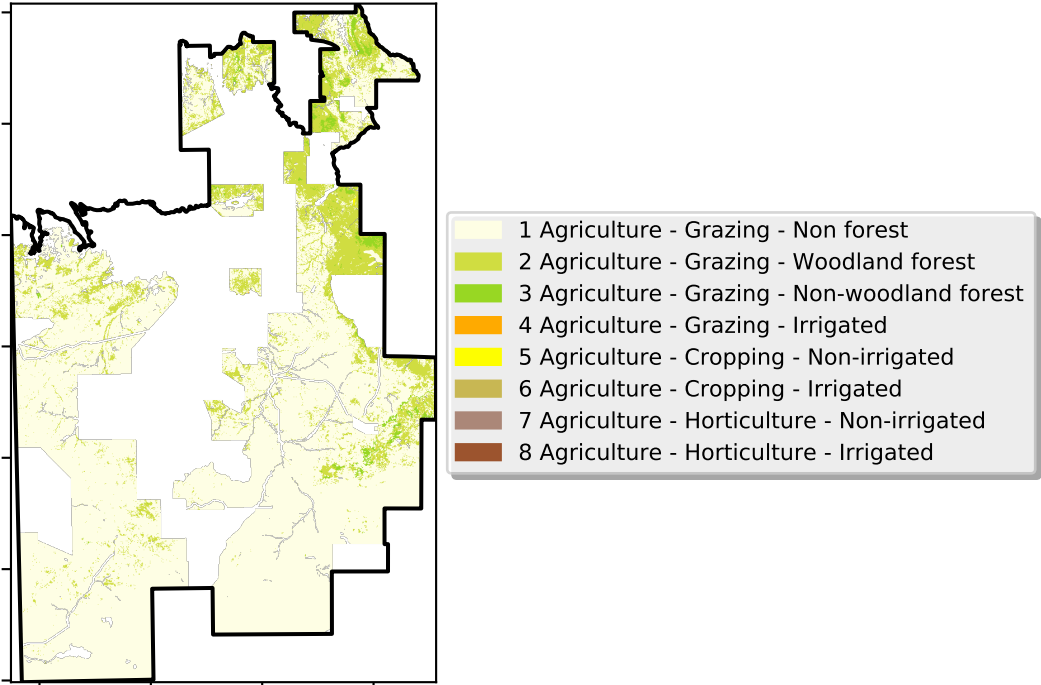 1 Agriculture - Grazing - Non forest
2 Agriculture - Grazing - Woodland forest
3 Agriculture - Grazing - Non-woodland forest
4 Agriculture - Grazing - Irrigated
5 Agriculture - Cropping - Non-irrigated
6 Agriculture - Cropping - Irrigated
7 Agriculture - Horticulture - Non-irrigated
8 Agriculture - Horticulture - Irrigated